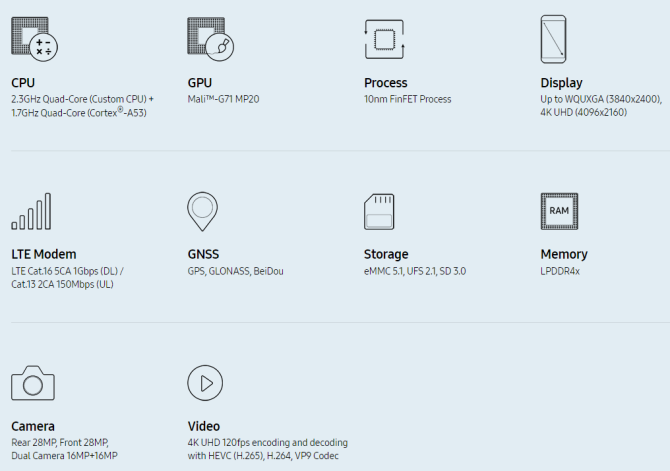 CPU
2.3GHz Quad-Core (Custom CPU) +
1.7GHz Quad-Core (Cortex®-A53)
GPU
Mali™-G71 MP20
Process
10nm FinFET Process
Display
Up to WQUXGA (3840x2400),
4K UHD (4096x2160)
LTE Modem
LTE Cat.16 5CA 1Gbps (DL) /
Cat.13 2CA 150Mbps (UL)
GNSS
GPS, GLONASS, BeiDou
Storage
eMMC 5.1, UFS 2.1, SD 3.0
RAM
Memory
LPDDR4x
Camera
Rear 28MP, Front 28MP,
Dual Camera 16MP+16MP
Video
4K UHD 120fps encoding and decoding
with HEVC (H.265), H.264, VP9 Codec